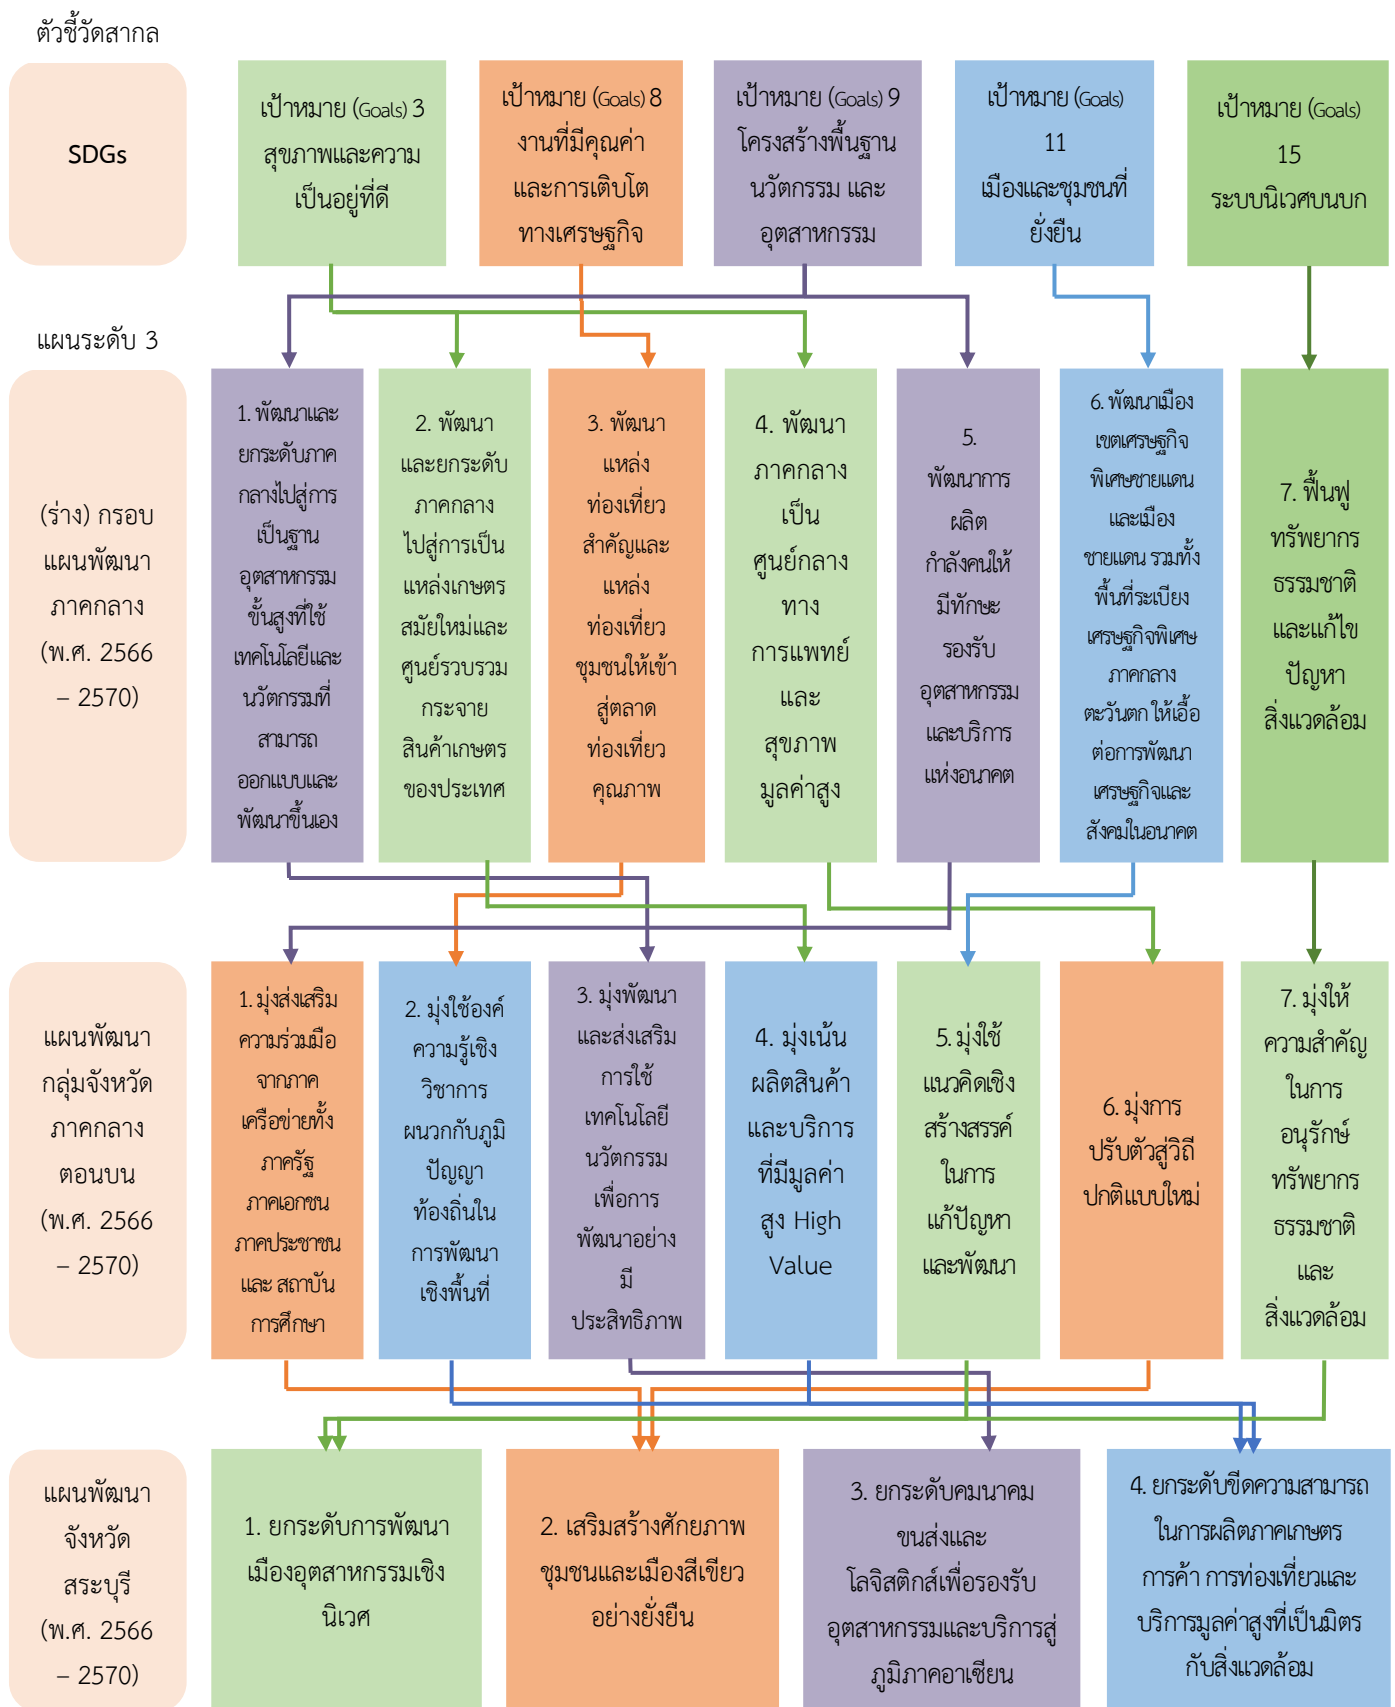 ตัวชี้วัดสากล
SDGs
เป้าหมาย (Goals) 3
สุขภาพและความ
เป็นอยู่ที่ดี
เป้าหมาย (Goals) 8
งานที่มีคุณค่า
และการเติบโต
ทางเศรษฐกิจ
เป้าหมาย (Goals) 9
โครงสร้างพื้นฐาน
นวัตกรรม และ
อุตสาหกรรม
เป้าหมาย (Goals)
11
เมืองและชุมชนที่
ยั่งยืน
เป้าหมาย (Goals)
15
ระบบนิเวศบนบก
แผนระดับ 3
(ร่าง) กรอบ
แผนพัฒนา
ภาคกลาง
(พ.ศ. 2566
– 2570)
1. พัฒนาและ
ยกระดับภาค
กลางไปสู่การ
เป็นฐาน
อุตสาหกรรม
ขั้นสูงที่ใช้
เทคโนโลยีและ
นวัตกรรมที่
สามารถ
ออกแบบและ
พัฒนาขึ้นเอง
2. พัฒนา
และยกระดับ
ภาคกลาง
ไปสู่การเป็น
แหล่งเกษตร
สมัยใหม่และ
ศูนย์รวบรวม
กระจาย
สินค้าเกษตร
ของประเทศ
3. พัฒนา
แหล่ง
ท่องเที่ยว
สำคัญและ
แหล่ง
ท่องเที่ยว
ชุมชนให้เข้า
สู่ตลาด
ท่องเที่ยว
คุณภาพ
4. พัฒนา
ภาคกลาง
เป็น
ศูนย์กลาง
ทาง
การแพทย์
และ
สุขภาพ
มูลค่าสูง
5.
พัฒนาการ
ผลิต
กำลังคนให้
มีทักษะ
รองรับ
อุตสาหกรรม
และบริการ
แห่งอนาคต
6. พัฒนาเมือง
เขตเศรษฐกิจ
พิเศษชายแดน
และเมือง
ชายแดน รวมทั้ง
พื้นที่ระเบียง
เศรษฐกิจพิเศษ
ภาคกลาง
ตะวันตก ให้เอื้อ
ต่อการพัฒนา
เศรษฐกิจและ
สังคมในอนาคต
7. ฟื้นฟู
ทรัพยากร
ธรรมชาติ
และแก้ไข
ปัญหา
สิ่งแวดล้อม
แผนพัฒนา
กลุ่มจังหวัด
ภาคกลาง
ตอนบน
(พ.ศ. 2566
– 2570)
1. มุ่งส่งเสริม
ความร่วมมือ
จากภาค
เครือข่ายทั้ง
ภาครัฐ
ภาคเอกชน
ภาคประชาชน
และ สถาบัน
การศึกษา
2. มุ่งใช้องค์
ความรู้เชิง
วิชาการ
ผนวกกับภูมิ
ปัญญา
ท้องถิ่นใน
การพัฒนา
เชิงพื้นที่
3. มุ่งพัฒนา
และส่งเสริม
การใช้
เทคโนโลยี
นวัตกรรม
เพื่อการ
พัฒนาอย่าง
มี
ประสิทธิภาพ
4. มุ่งเน้น
ผลิตสินค้า
และบริการ
ที่มีมูลค่า
สูง High
Value
5. มุ่งใช้
แนวคิดเชิง
สร้างสรรค์
ในการ
แก้ปัญหา
และพัฒนา
6. มุ่งการ
ปรับตัวสู่วิถี
ปกติแบบใหม่
7. มุ่งให้
ความสำคัญ
ในการ
อนุรักษ์
ทรัพยากร
ธรรมชาติ
และ
สิ่งแวดล้อม
แผนพัฒนา
จังหวัด
สระบุรี
(พ.ศ. 2566
– 2570)
1. ยกระดับการพัฒนา
เมืองอุตสาหกรรมเชิง
นิเวศ
2. เสริมสร้างศักยภาพ
ชุมชนและเมืองสีเขียว
อย่างยั่งยืน
3. ยกระดับคมนาคม
ขนส่งและ
โลจิสติกส์เพื่อรองรับ
อุตสาหกรรมและบริการสู่
ภูมิภาคอาเซียน
4. ยกระดับขีดความสามารถ
ในการผลิตภาคเกษตร
การค้า การท่องเที่ยวและ
บริการมูลค่าสูงที่เป็นมิตร
กับสิ่งแวดล้อม